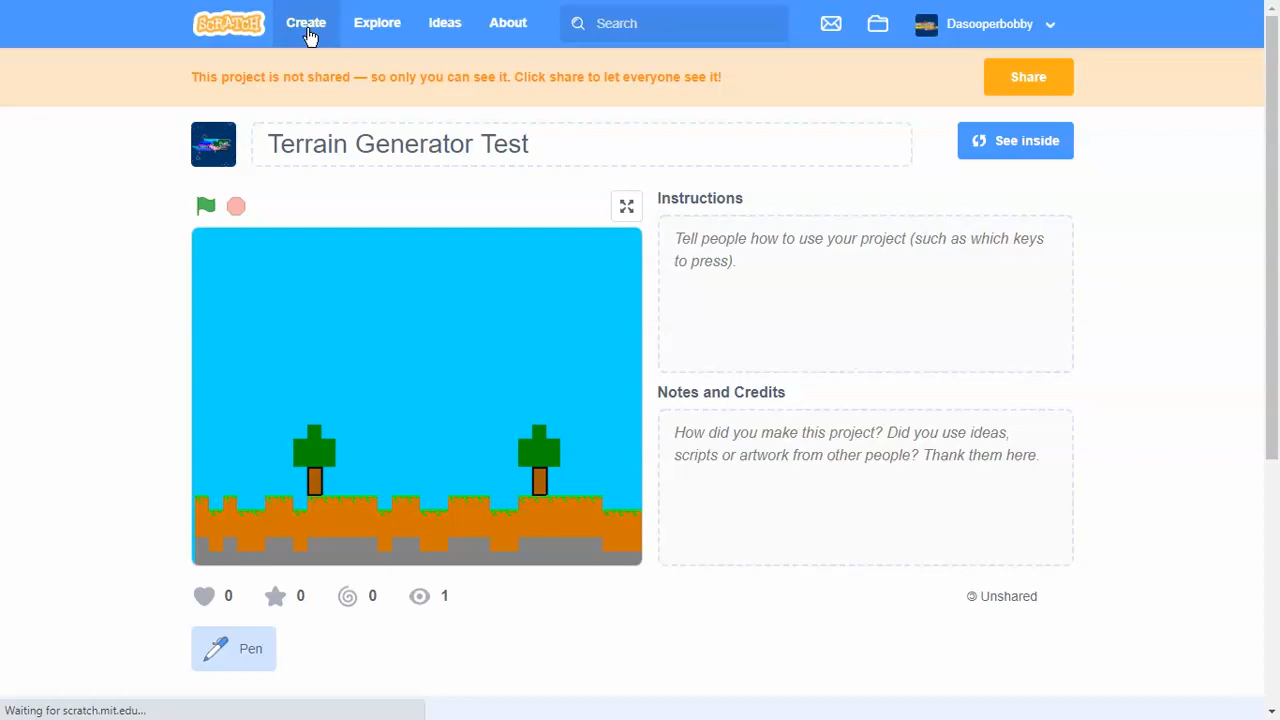 SCRATCH Create Explore Ideas About Search Dasooperbobby
This project is not shared — so only you can see it. Click share to let everyone see it! Share
Terrain Generator Test See inside
Instructions
Tell people how to use your project (such as which keys
to press).
Notes and Credits
How did you make this project? Did you use ideas,
scripts or artwork from other people? Thank them here.
0 0 0 1 Unshared
Pen
Waiting for scratch.mit.edu...